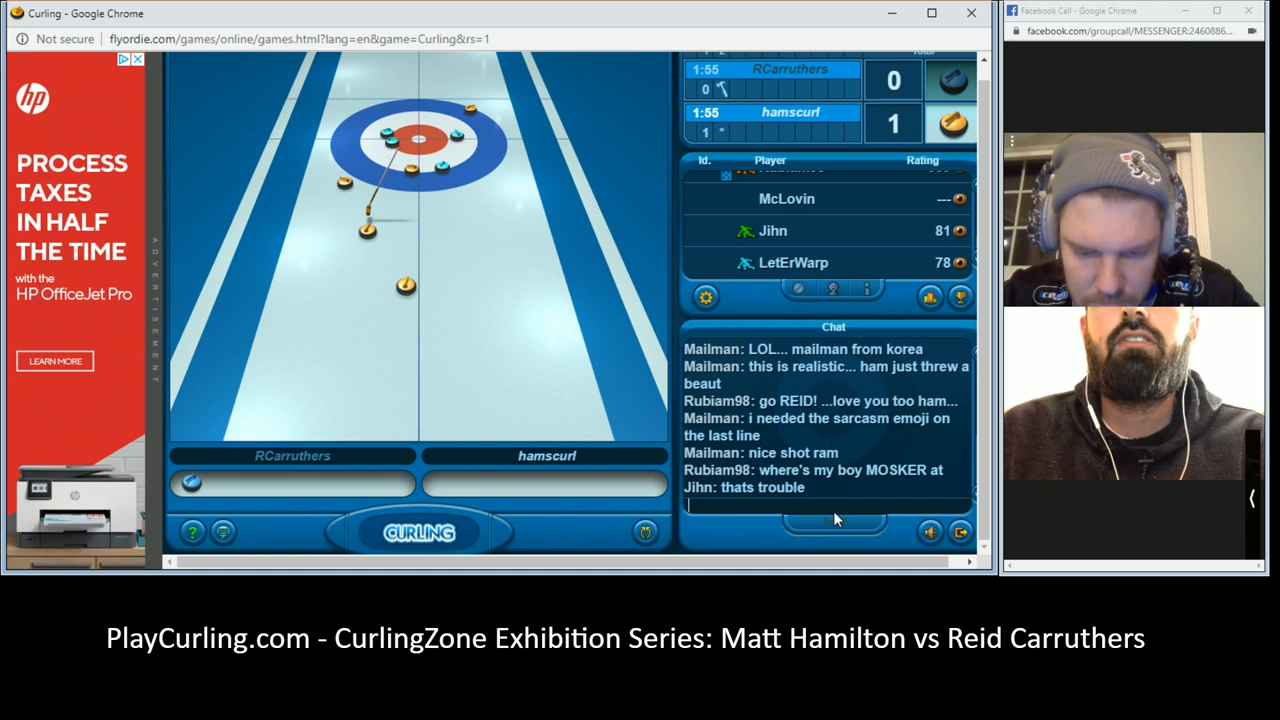 Curling - Google Chrome
Not secure | flyordie.com/games/online/games.html?lang=en&game=Curling&rs=1
hp
PROCESS
TAXES
IN HALF
THE TIME
with the
HP OfficeJet Pro
LEARN MORE
ADVERTISEMENT
Total
1:55 RCarruthers 0
0
1:55 hamscurl 1
1 *
Id. Player Rating
McLovin ---
Jihn 81
LetErWarp 78
Chat
Mailman: LOL... mailman from korea
Mailman: this is realistic... ham just threw a
beaut
Rubiam98: go REID! ...love you too ham...
Mailman: i needed the sarcasm emoji on
the last line
Mailman: nice shot ram
Rubiam98: where's my boy MOSKER at
Jihn: thats trouble
RCarruthers hamscurl
?
CURLING
Facebook Call - Google Chrome
facebook.com/groupcall/MESSENGER:2460886...
PlayCurling.com - CurlingZone Exhibition Series: Matt Hamilton vs Reid Carruthers